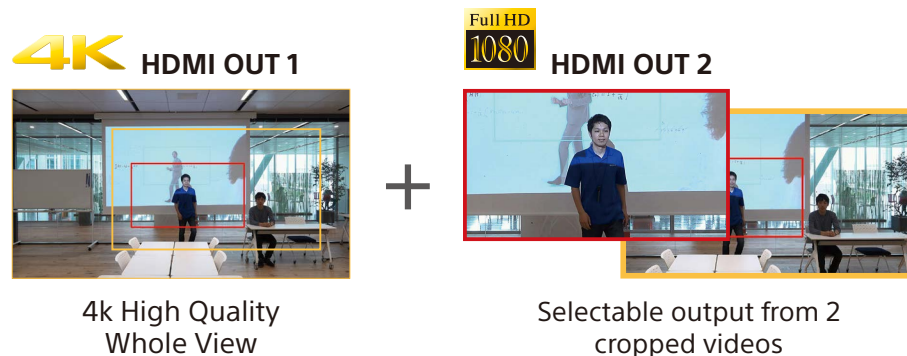 4K HDMI OUT 1
Full HD
1080
HDMI OUT 2
4k High Quality
Whole View
Selectable output from 2
cropped videos